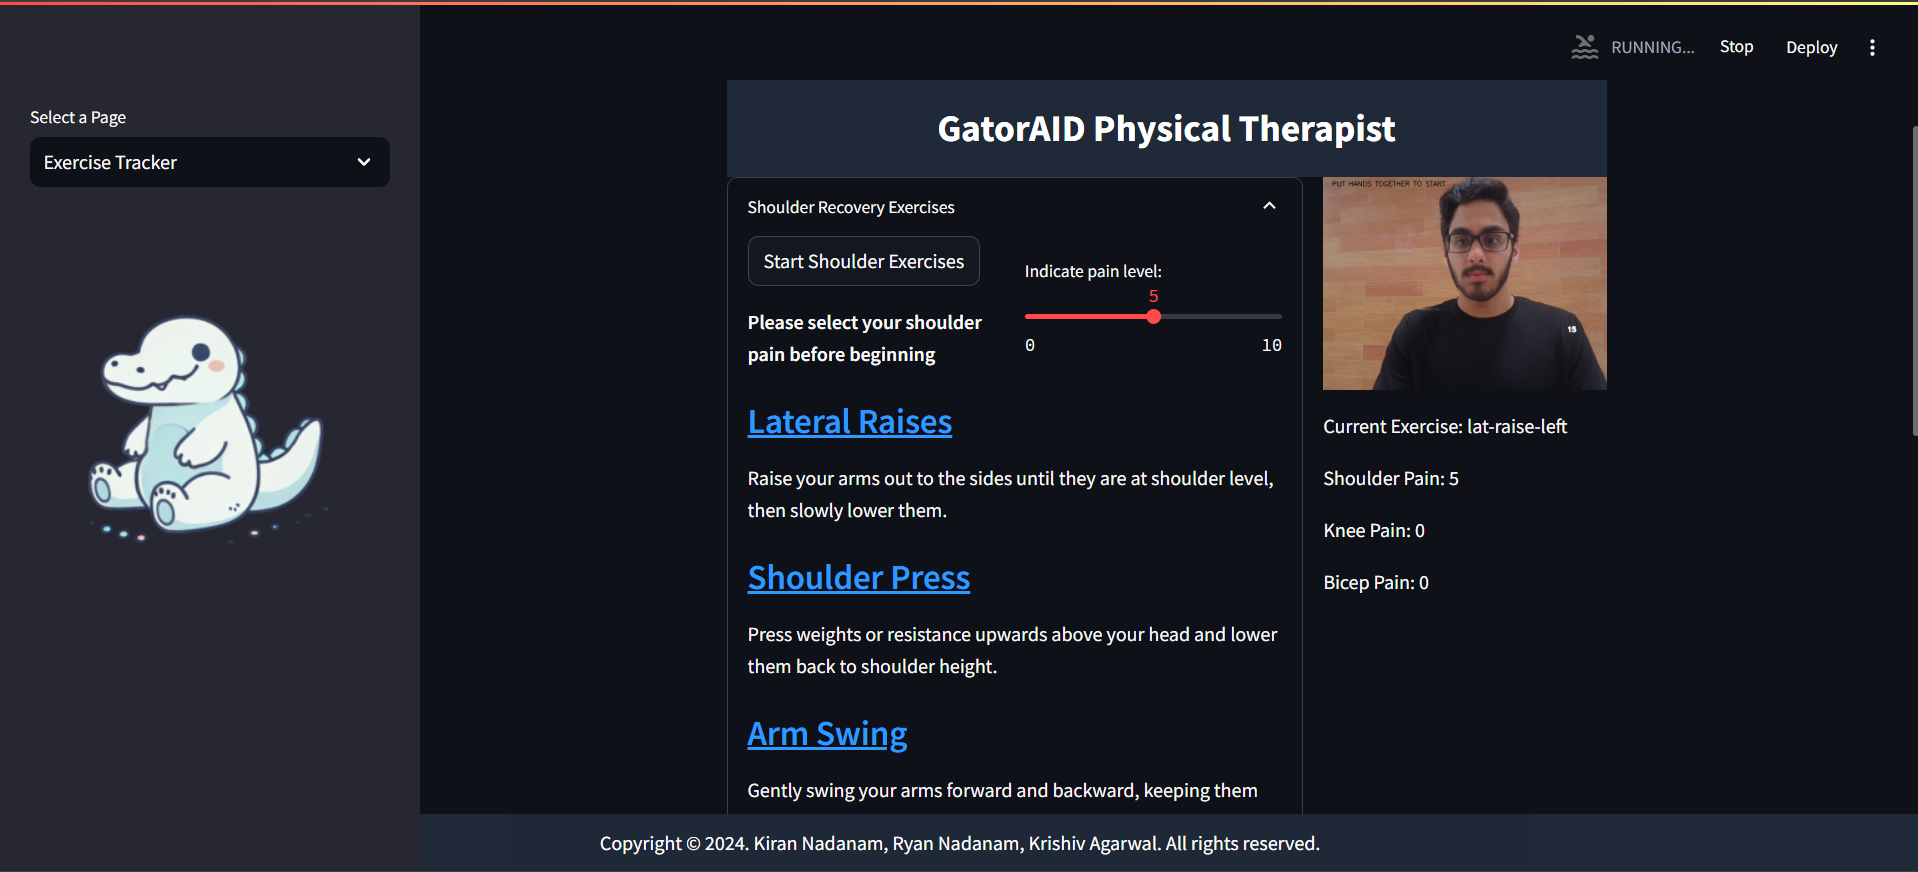 RUNNING...
Stop
Deploy
Select a Page
Exercise Tracker
GatorAID Physical Therapist
Shoulder Recovery Exercises
Start Shoulder Exercises
Please select your shoulder
pain before beginning
Indicate pain level:
5
0
10
Lateral Raises
Raise your arms out to the sides until they are at shoulder level,
then slowly lower them.
Shoulder Press
Press weights or resistance upwards above your head and lower
them back to shoulder height.
Arm Swing
Gently swing your arms forward and backward, keeping them
PUT HANDS TOGETHER TO START
15
Current Exercise: lat-raise-left
Shoulder Pain: 5
Knee Pain: 0
Bicep Pain: 0
Copyright © 2024. Kiran Nadanam, Ryan Nadanam, Krishiv Agarwal. All rights reserved.